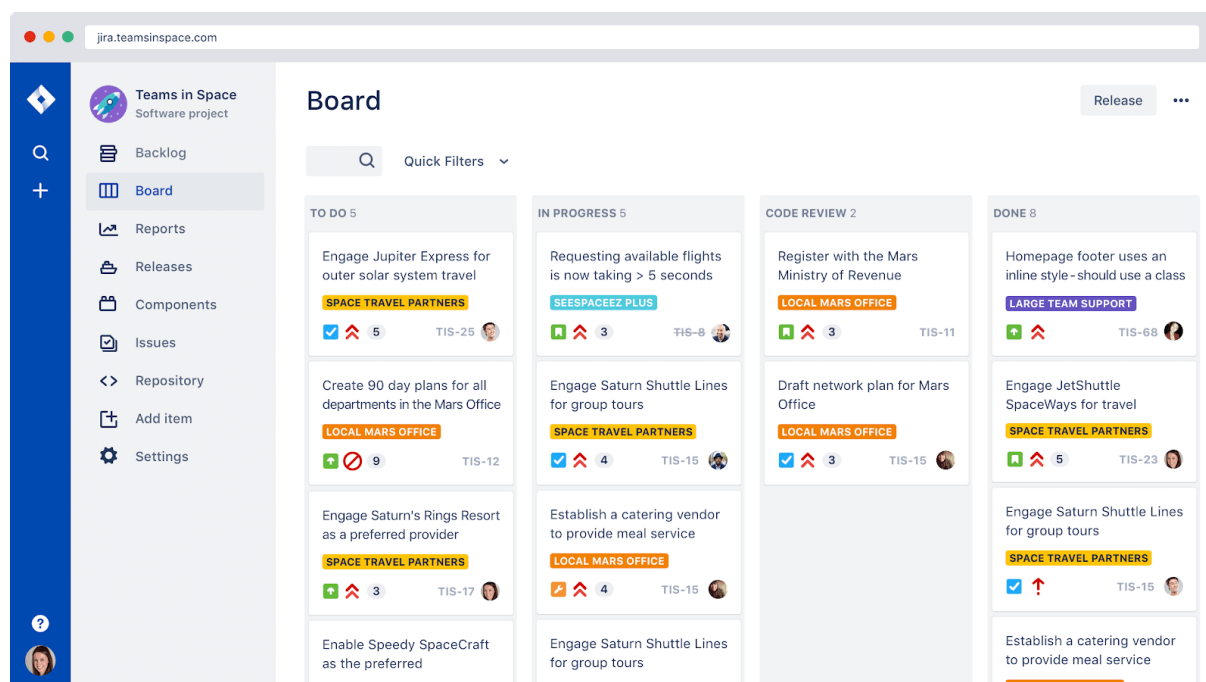 jira.teamsinspace.com
Teams in Space
Software project
Backlog
Board
Reports
Releases
Components
Issues
Repository
Add item
Settings
?
Board
Release
Quick Filters
TO DO 5
Engage Jupiter Express for
outer solar system travel
SPACE TRAVEL PARTNERS
5 TIS-25
Create 90 day plans for all
departments in the Mars Office
LOCAL MARS OFFICE
9 TIS-12
Engage Saturn's Rings Resort
as a preferred provider
SPACE TRAVEL PARTNERS
3 TIS-17
Enable Speedy SpaceCraft
as the preferred
IN PROGRESS 5
Requesting available flights
is now taking > 5 seconds
SEESPACEEZ PLUS
3 TIS-8
Engage Saturn Shuttle Lines
for group tours
SPACE TRAVEL PARTNERS
4 TIS-15
Establish a catering vendor
to provide meal service
LOCAL MARS OFFICE
4 TIS-15
Engage Saturn Shuttle Lines
for group tours
CODE REVIEW 2
Register with the Mars
Ministry of Revenue
LOCAL MARS OFFICE
3 TIS-11
Draft network plan for Mars
Office
LOCAL MARS OFFICE
3 TIS-15
DONE 8
Homepage footer uses an
inline style - should use a class
LARGE TEAM SUPPORT
TIS-68
Engage JetShuttle
SpaceWays for travel
SPACE TRAVEL PARTNERS
5 TIS-23
Engage Saturn Shuttle Lines
for group tours
SPACE TRAVEL PARTNERS
TIS-15
Establish a catering vendor
to provide meal service